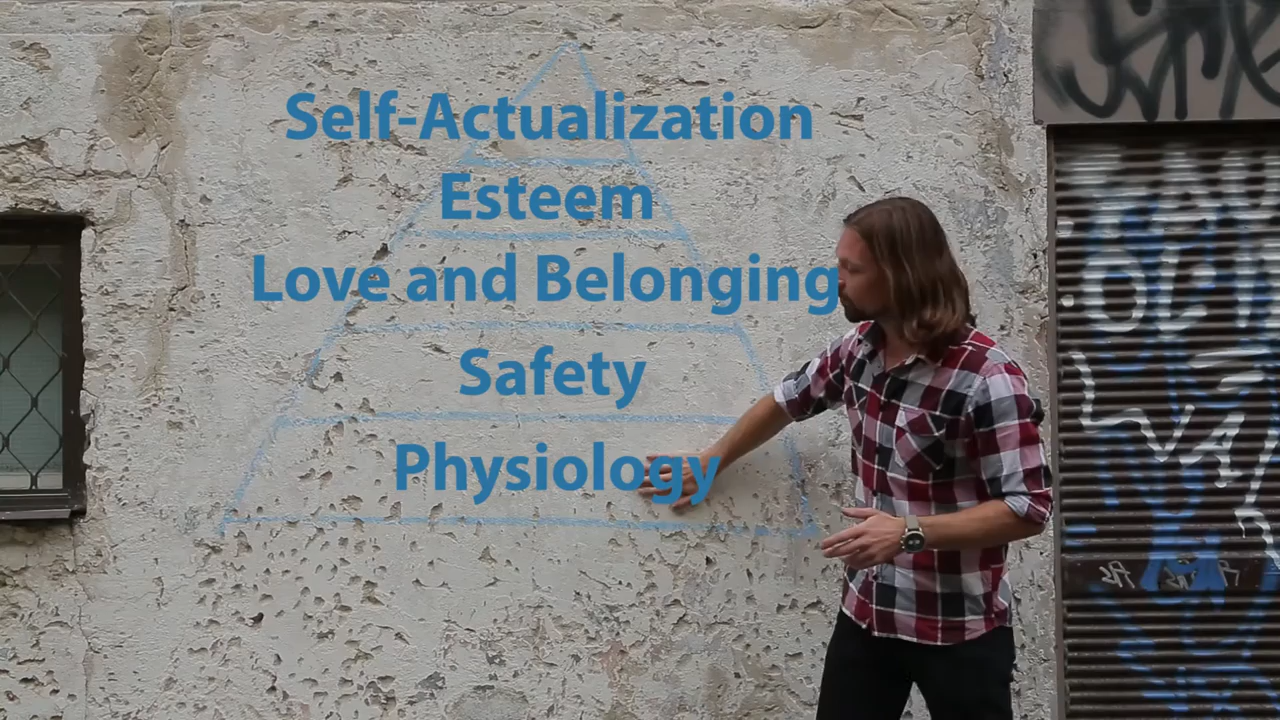 Self-Actualization
Esteem
Love and Belonging
Safety
Physiology